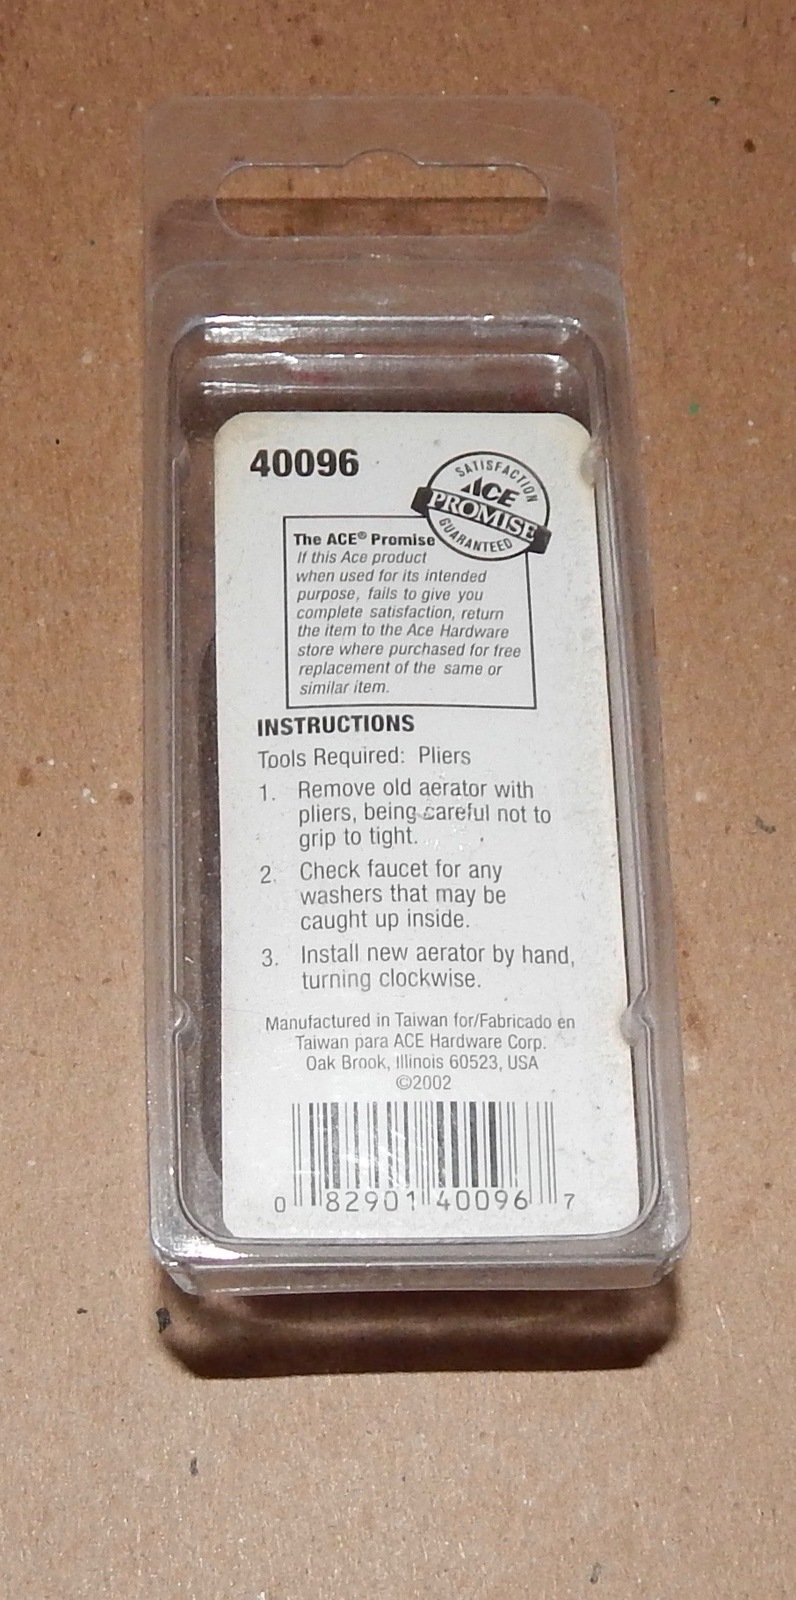 40096
SATISFACTION
ACE
PROMISE
GUARANTEED
The ACE® Promise
If this Ace product
when used for its intended
purpose, fails to give you
complete satisfaction, return
the item to the Ace Hardware
store where purchased for free
replacement of the same or
similar item.
INSTRUCTIONS
Tools Required: Pliers
1. Remove old aerator with
pliers, being careful not to
grip to tight.
2. Check faucet for any
washers that may be
caught up inside.
3. Install new aerator by hand,
turning clockwise.
Manufactured in Taiwan for/Fabricado en
Taiwan para ACE Hardware Corp.
Oak Brook, Illinois 60523, USA
©2002
0 82901 40096 7